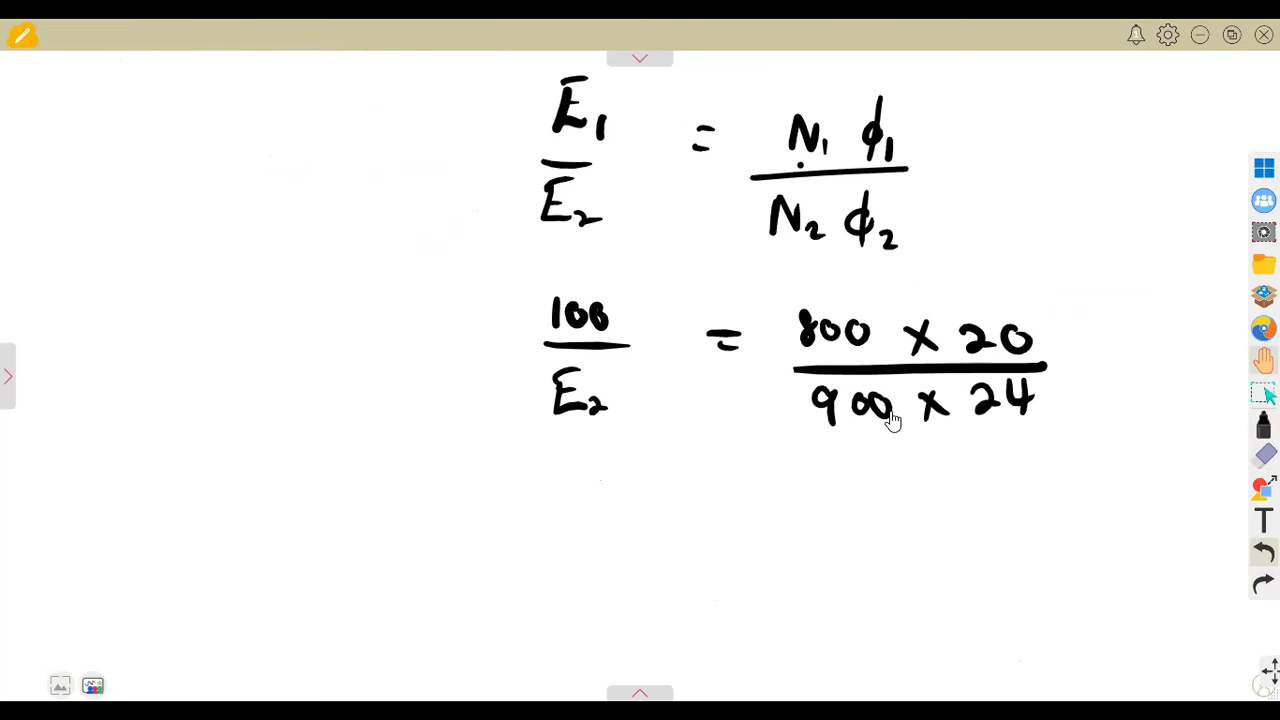 E₁ = N₁ ϕ₁
E₂ N₂ ϕ₂
100 = 800 x 20
E₂ 900 x 24
T